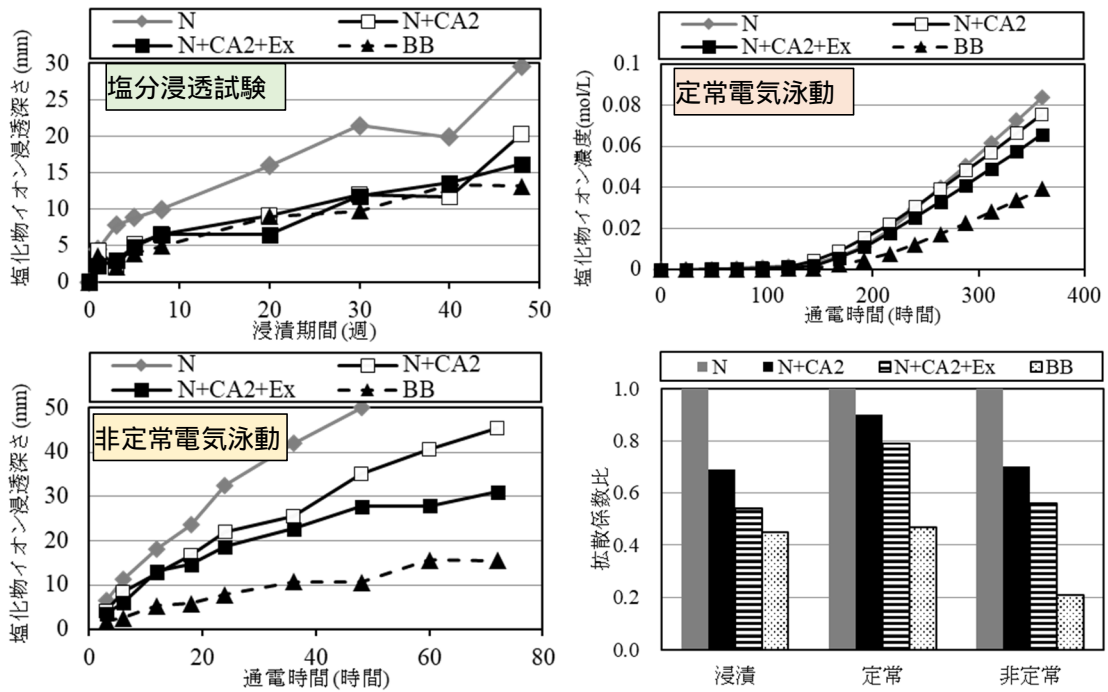 N N+CA2
N+CA2+Ex BB
塩分浸透試験
塩化物イオン浸透深さ(mm)
30
25
20
15
10
5
0
0 10 20 30 40 50
浸漬期間(週)
N N+CA2
N+CA2+Ex BB
定常電気泳動
塩化物イオン濃度(mol/L)
0.1
0.08
0.06
0.04
0.02
0
0 100 200 300 400
通電時間(時間)
N N+CA2
N+CA2+Ex BB
非定常電気泳動
塩化物イオン浸透深さ(mm)
50
40
30
20
10
0
0 20 40 60 80
通電時間(時間)
N N+CA2 N+CA2+Ex BB
拡散係数比
1.0
0.8
0.6
0.4
0.2
0.0
浸漬 定常 非定常